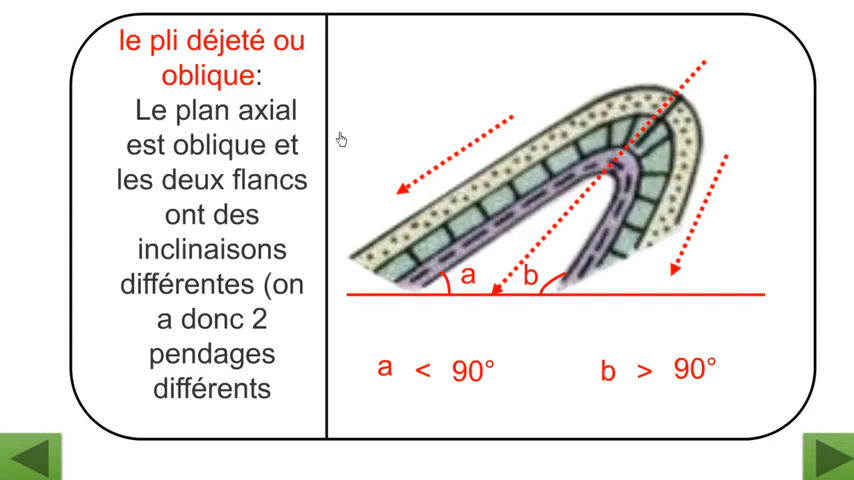 le pli déjeté ou
oblique:
Le plan axial
est oblique et
les deux flancs
ont des
inclinaisons
différentes (on
a donc 2
pendages
différents
a
b
a < 90°
b > 90°